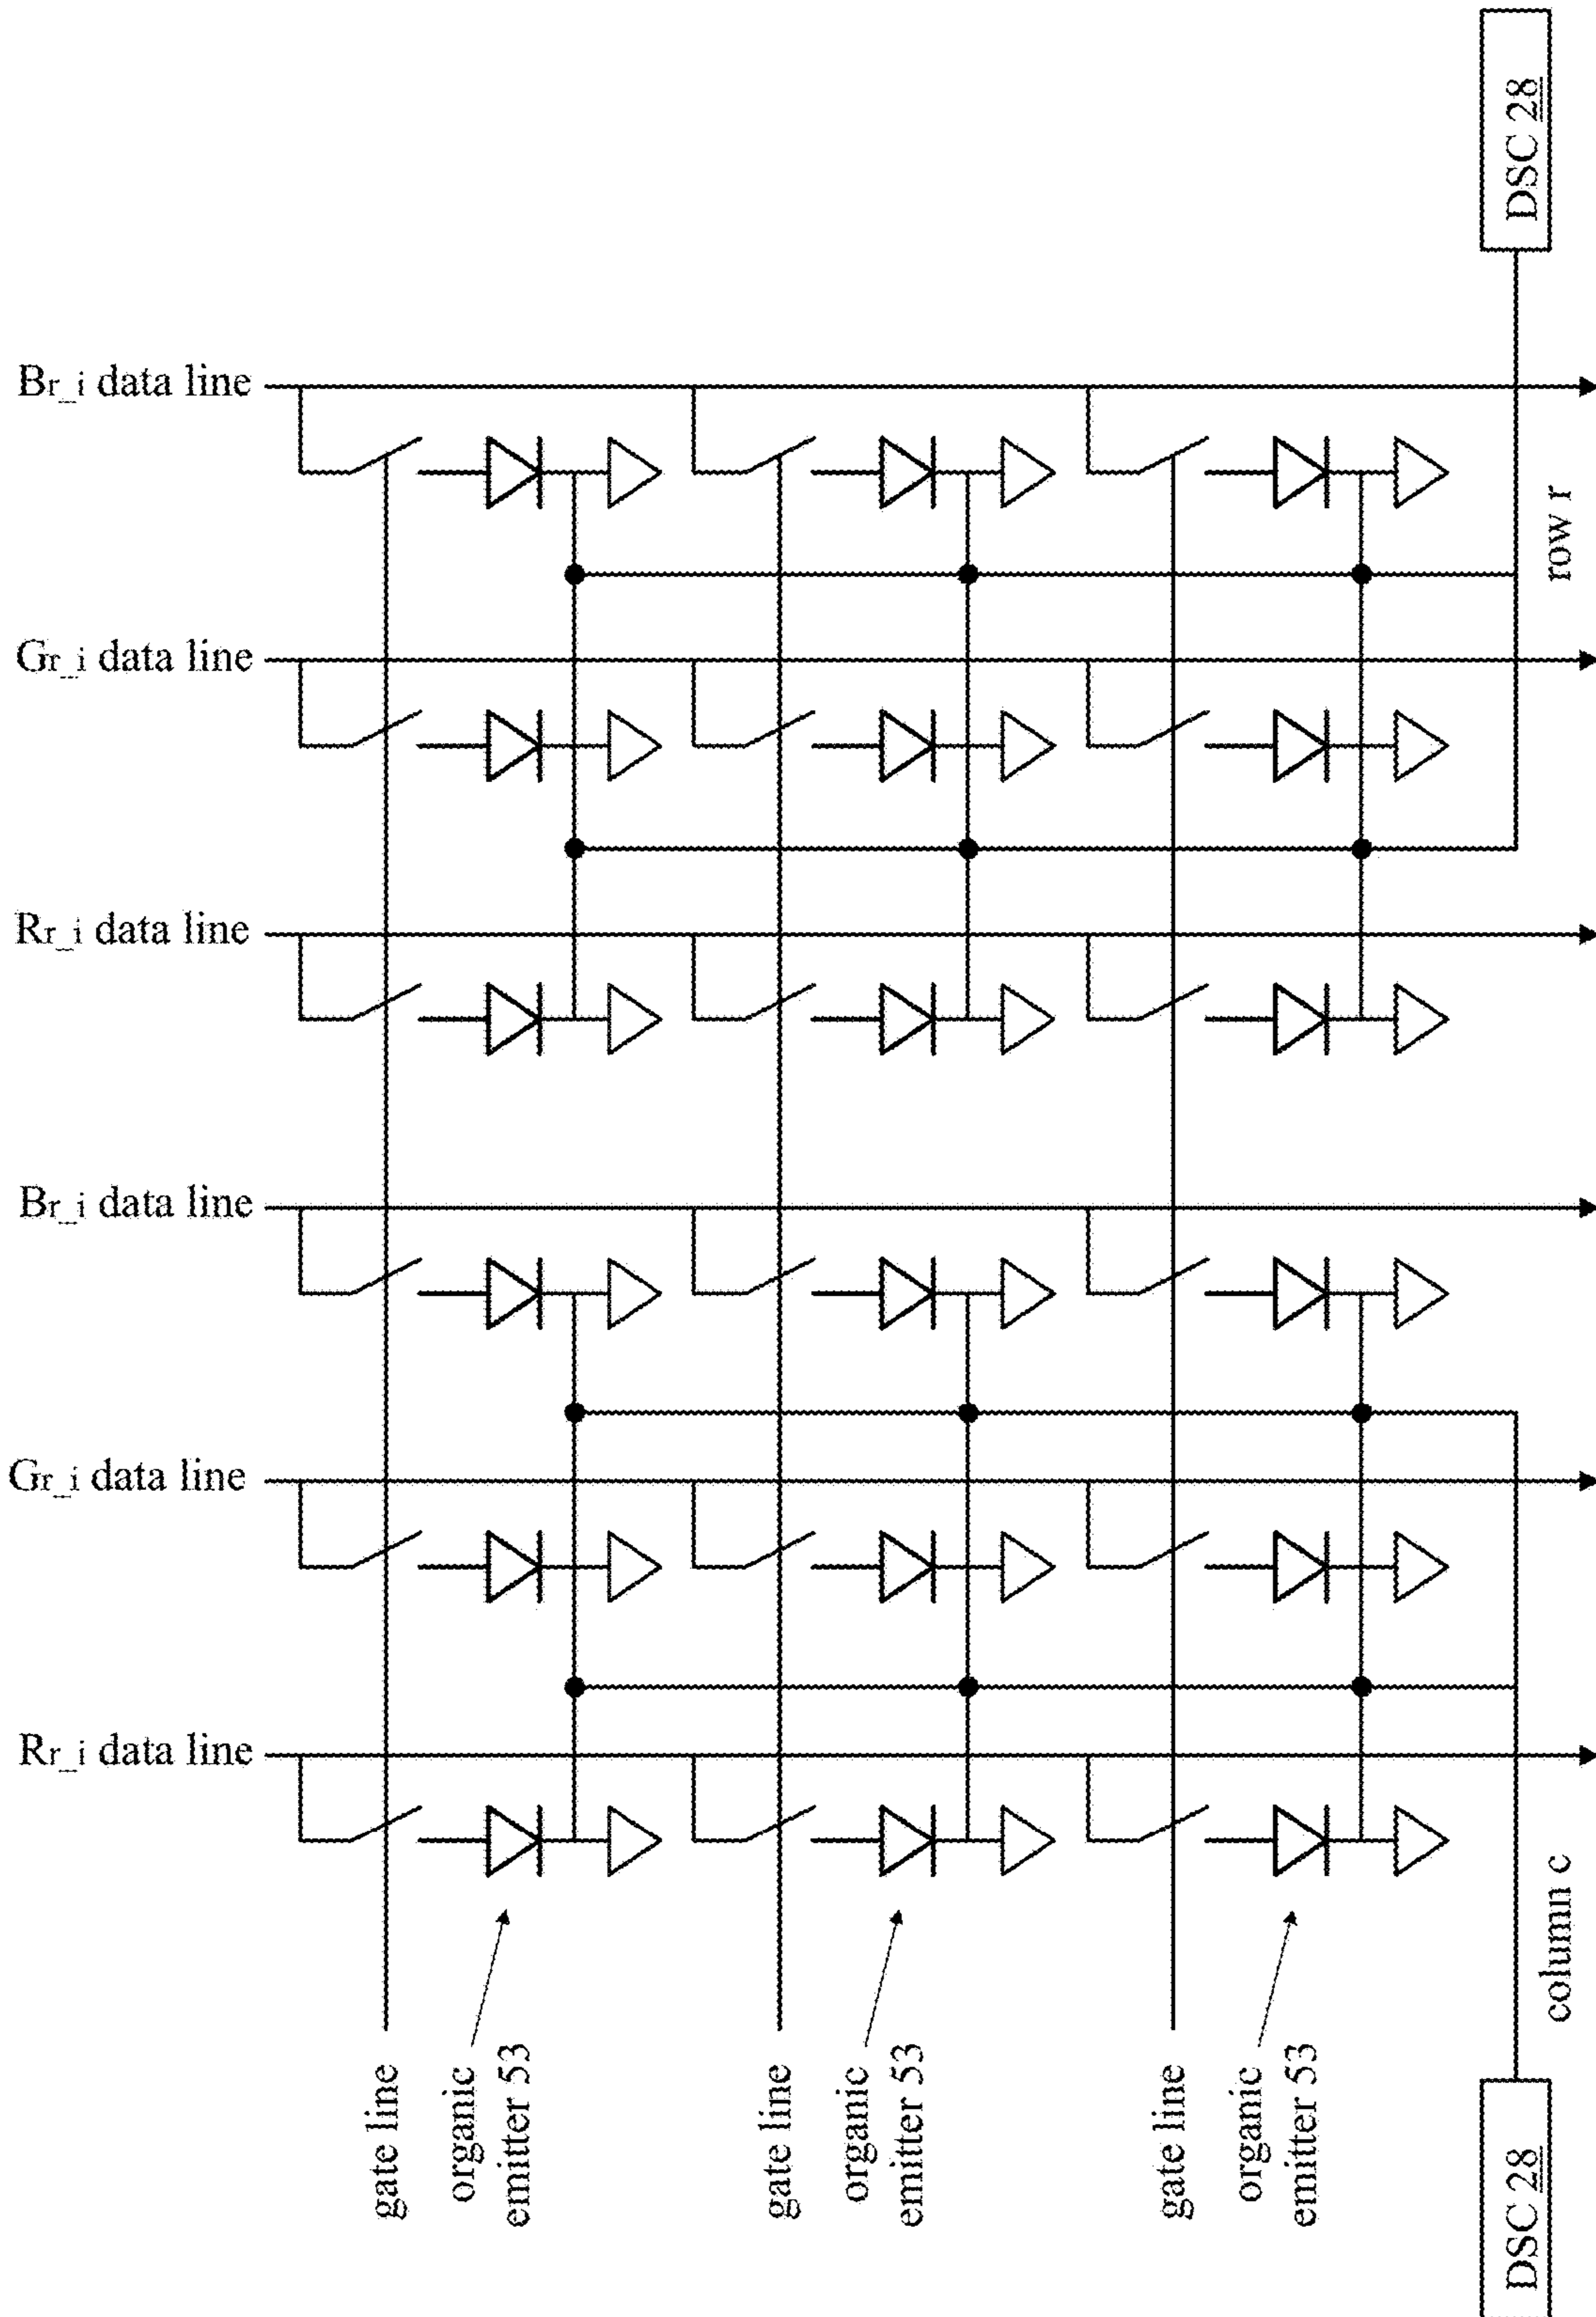 DSC 28
Br_i data line
row r
Gr_i data line
Rr_i data line
Br_i data line
Gr_i data line
Rr_i data line
column c
gate line
organic
emitter 53
gate line
organic
emitter 53
gate line
organic
emitter 53
DSC 28